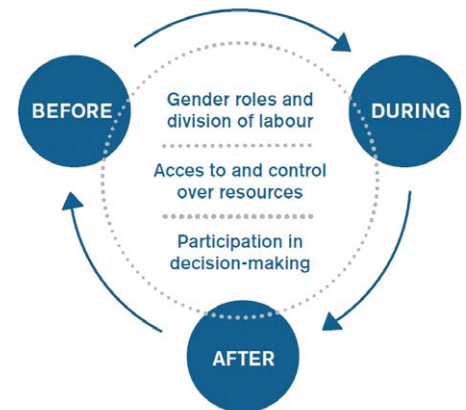 BEFORE
DURING
Gender roles and
division of labour
Acces to and control
over resources
Participation in
decision-making
AFTER